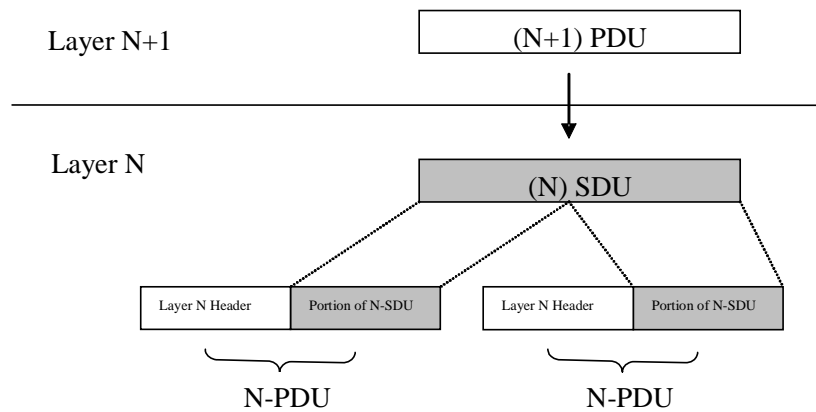 Layer N+1
(N+1) PDU
Layer N
(N) SDU
Layer N Header
Portion of N-SDU
Layer N Header
Portion of N-SDU
N-PDU
N-PDU